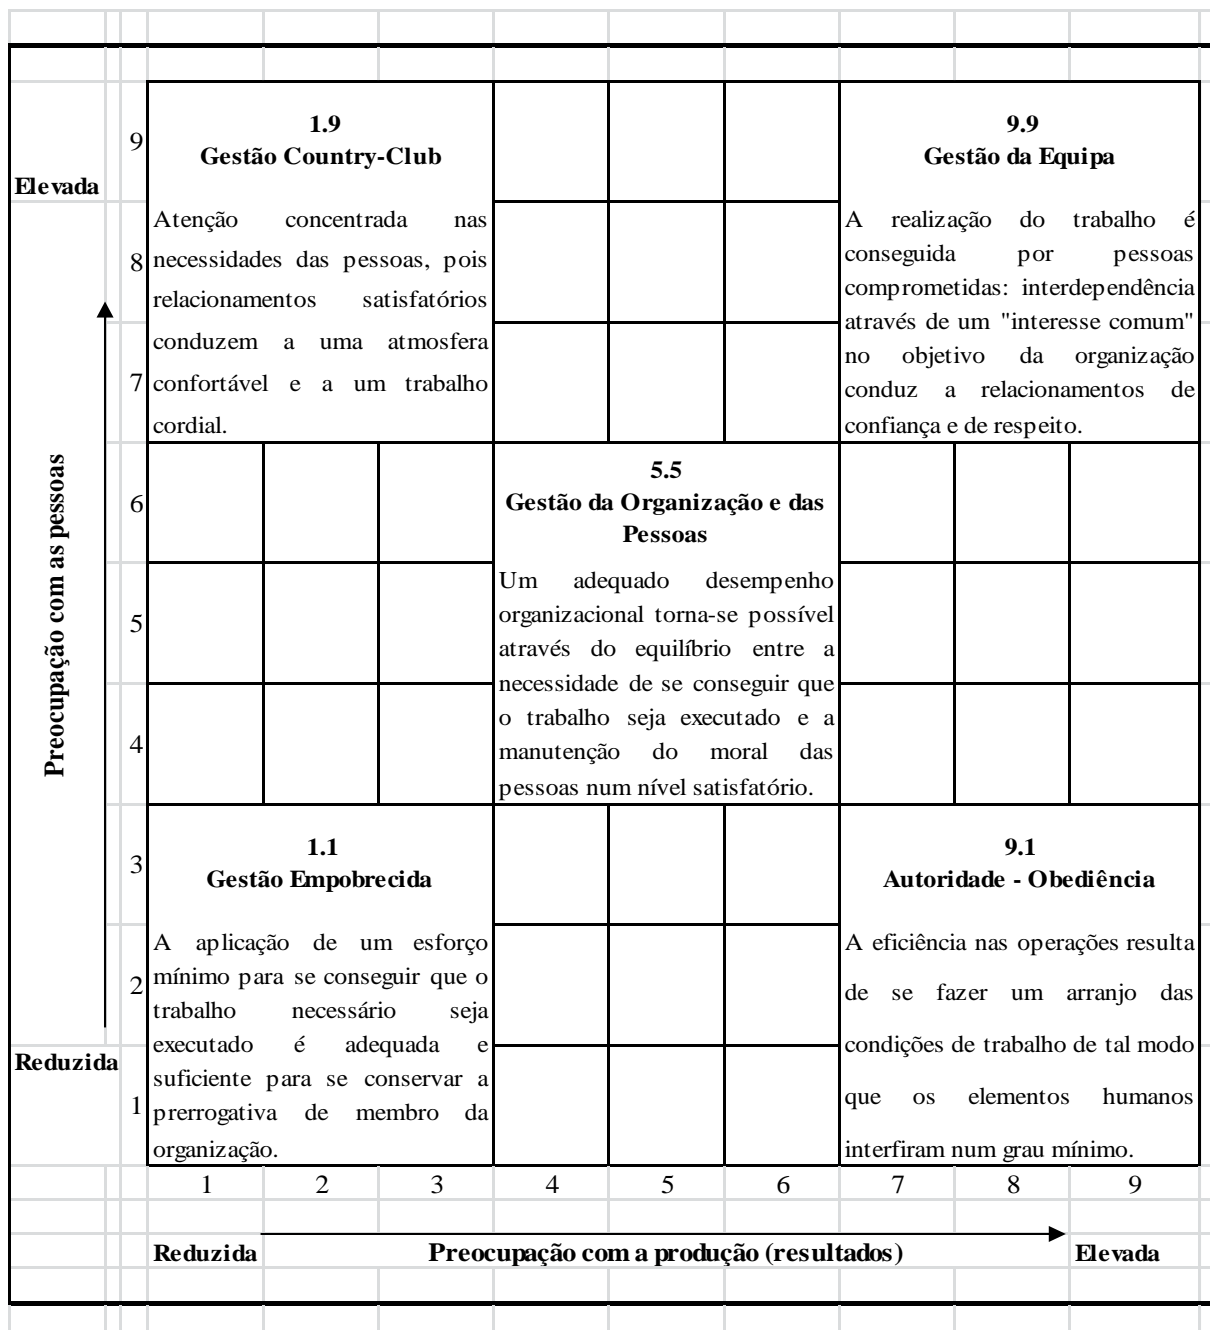 Elevada
Reduzida
Preocupação com as pessoas
9
8
7
6
5
4
3
2
1
1.9
Gestão Country-Club
Atenção concentrada nas
necessidades das pessoas, pois
relacionamentos satisfatórios
conduzem a uma atmosfera
confortável e a um trabalho
cordial.
9.9
Gestão da Equipa
A realização do trabalho é
conseguida por pessoas
comprometidas: interdependência
através de um "interesse comum"
no objetivo da organização
conduz a relacionamentos de
confiança e de respeito.
5.5
Gestão da Organização e das
Pessoas
Um adequado desempenho
organizacional torna-se possível
através do equilíbrio entre a
necessidade de se conseguir que
o trabalho seja executado e a
manutenção do moral das
pessoas num nível satisfatório.
1.1
Gestão Empobrecida
A aplicação de um esforço
mínimo para se conseguir que o
trabalho necessário seja
executado é adequada e
suficiente para se conservar a
prerrogativa de membro da
organização.
9.1
Autoridade - Obediência
A eficiência nas operações resulta
de se fazer um arranjo das
condições de trabalho de tal modo
que os elementos humanos
interfiram num grau mínimo.
1 2 3 4 5 6 7 8 9
Reduzida Preocupação com a produção (resultados) Elevada